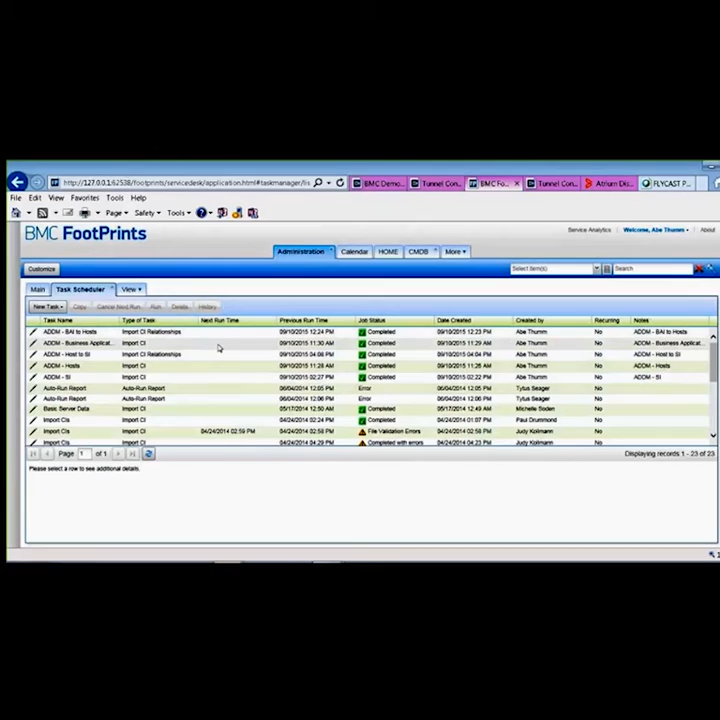 http://127.0.0.1:62538/footprints/servicedesk/application.html#taskmanager/lis
BMC Demo... Tunnel Con... BMC Fo... Tunnel Con... Atrium Dis... FLYCAST P...
File Edit View Favorites Tools Help
Page Safety Tools
BMC FootPrints
Service Analytics Welcome, Abe Thumm About
Administration Calendar HOME CMDB More
Customize Select Item(s) Search
Main Task Scheduler View
New Task Copy Cancel Next Run Run Delete History
Task Name Type of Task Next Run Time Previous Run Time Job Status Date Created Created by Recurring Notes
ADDM - BAI to Hosts Import CI Relationships 09/10/2015 12:24 PM Completed 09/10/2015 12:23 PM Abe Thumm No ADDM - BAI to Hosts
ADDM - Business Applicat... Import CI 09/10/2015 11:30 AM Completed 09/10/2015 11:29 AM Abe Thumm No ADDM - Business Applicat...
ADDM - Host to SI Import CI Relationships 09/10/2015 04:08 PM Completed 09/10/2015 04:04 PM Abe Thumm No ADDM - Host to SI
ADDM - Hosts Import CI 09/10/2015 11:28 AM Completed 09/10/2015 11:26 AM Abe Thumm No ADDM - Hosts
ADDM - SI Import CI 09/10/2015 02:27 PM Completed 09/10/2015 02:22 PM Abe Thumm No ADDM - SI
Auto-Run Report Auto-Run Report 06/04/2014 12:05 PM Error 06/04/2014 12:05 PM Tytus Seager No
Auto-Run Report Auto-Run Report 06/04/2014 12:06 PM Error 06/04/2014 12:06 PM Tytus Seager No
Basic Server Data Import CI 05/17/2014 12:50 AM Completed 05/17/2014 12:49 AM Michelle Soden No
Import CIs Import CI 04/24/2014 01:08 PM Completed 04/24/2014 01:07 PM Paul Drummond No
Import CIs Import CI 04/24/2014 02:59 PM 04/24/2014 02:58 PM File Validation Errors 04/24/2014 02:58 PM Judy Kollmann No
Import CIs Import CI 04/24/2014 04:29 PM Completed with errors 04/24/2014 04:23 PM Judy Kollmann No
Page 1 of 1 Displaying records 1 - 23 of 23
Please select a row to see additional details.